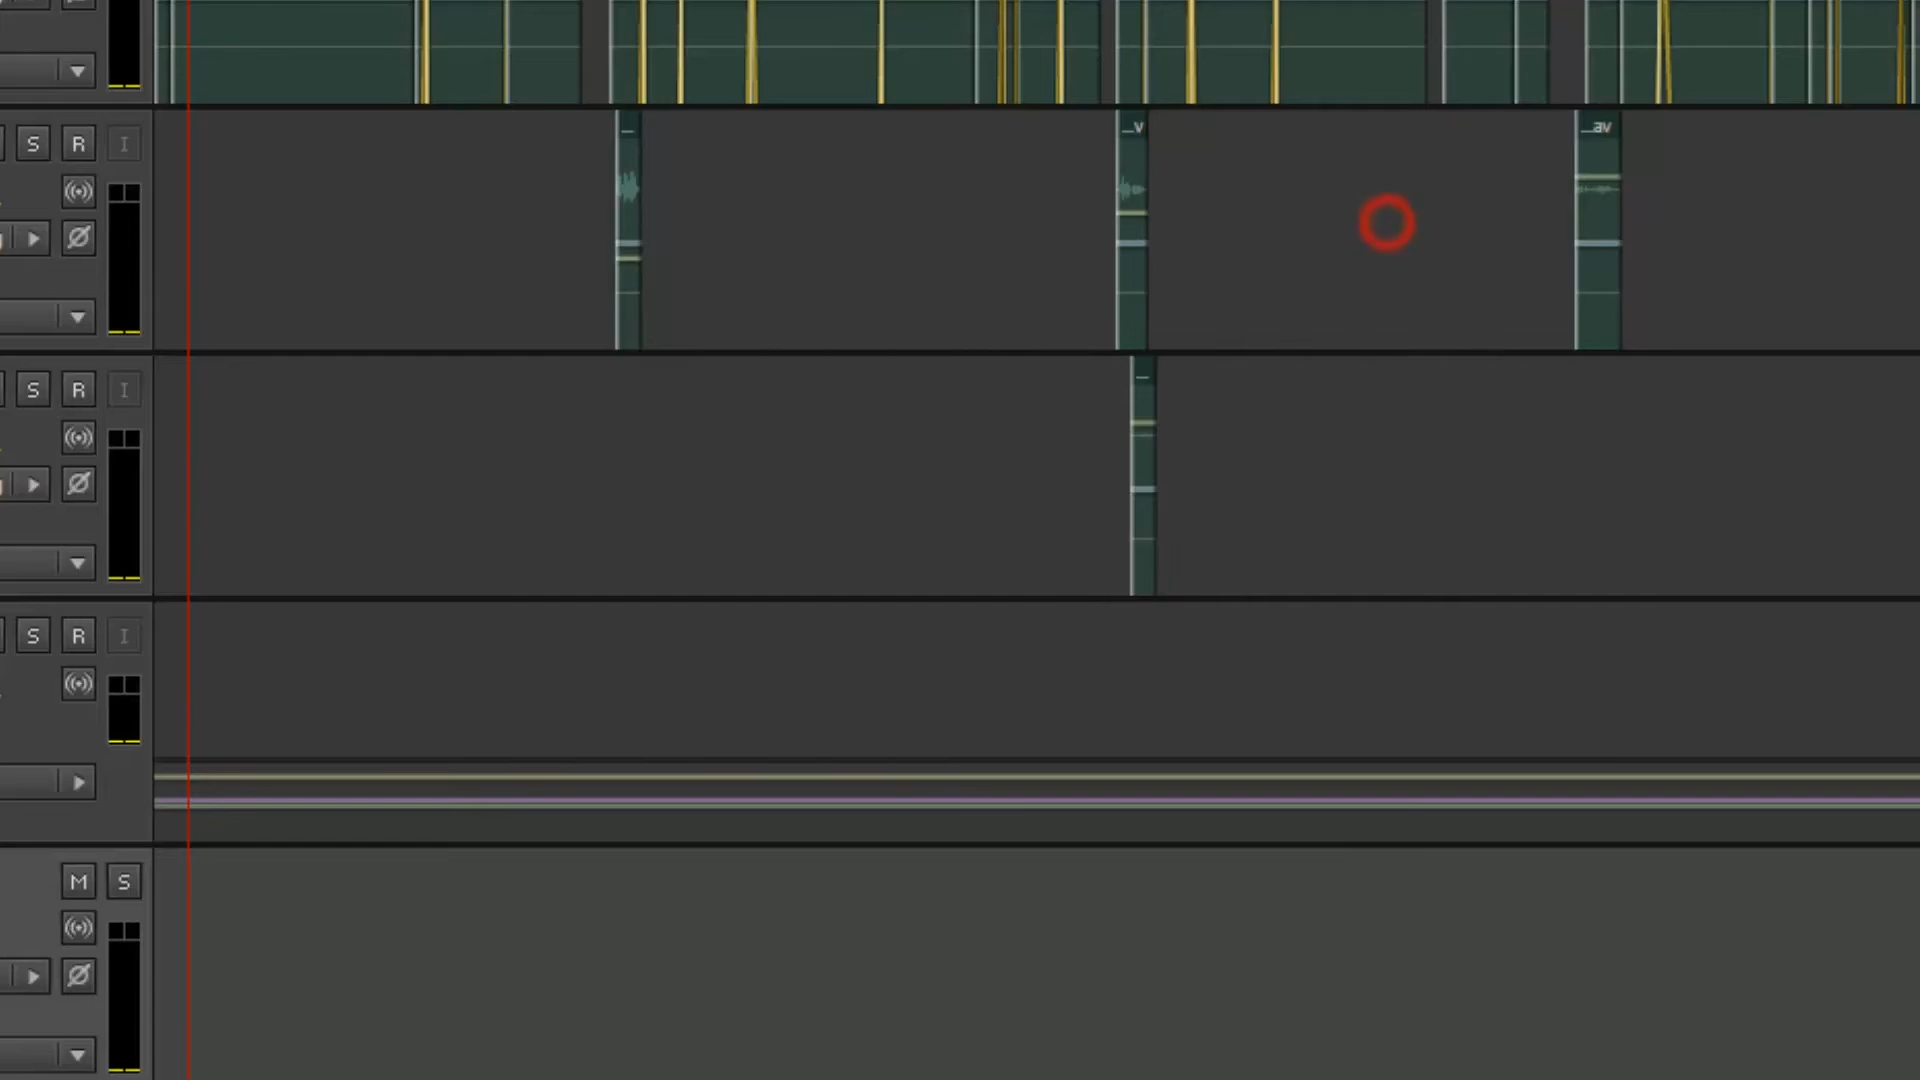 _
_v
_av
S R I
_
S R I
S R I
M S